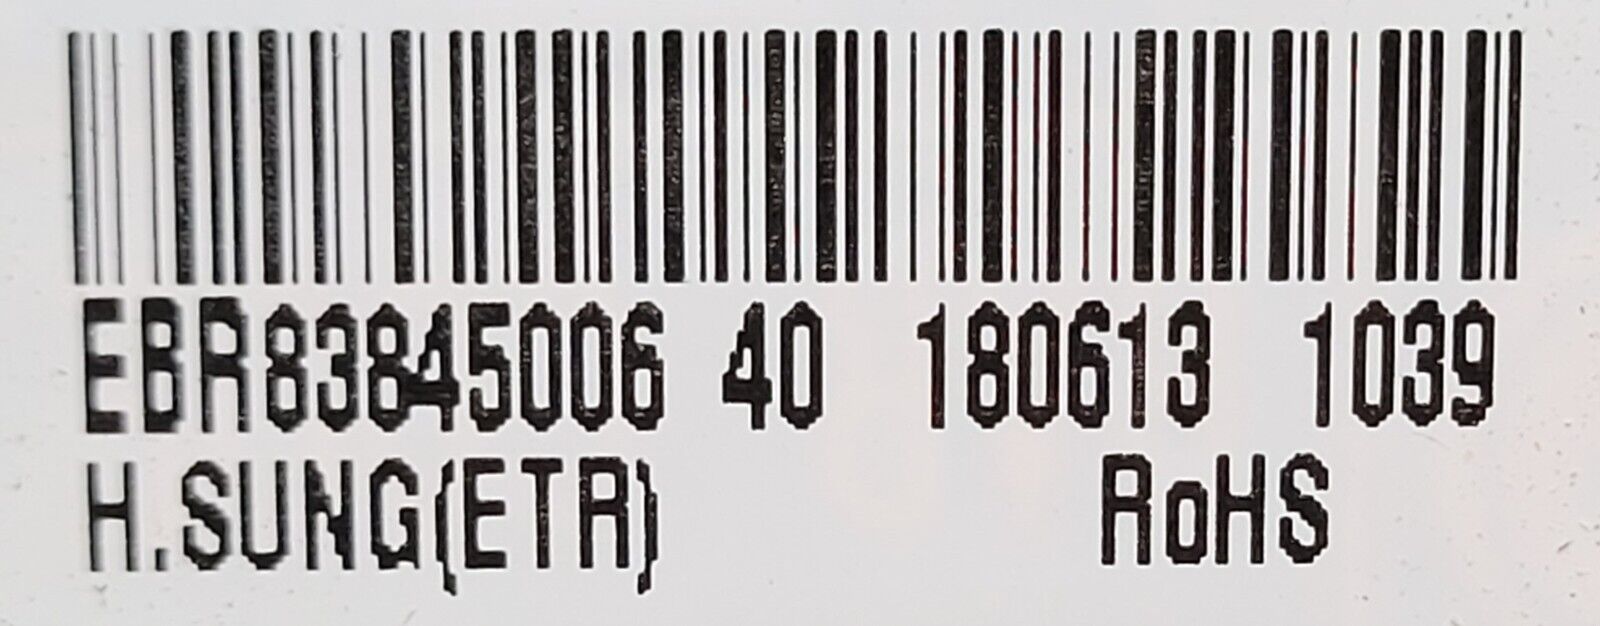 EBR83845006 40 180613 1039
H.SUNG(ETR) RoHS